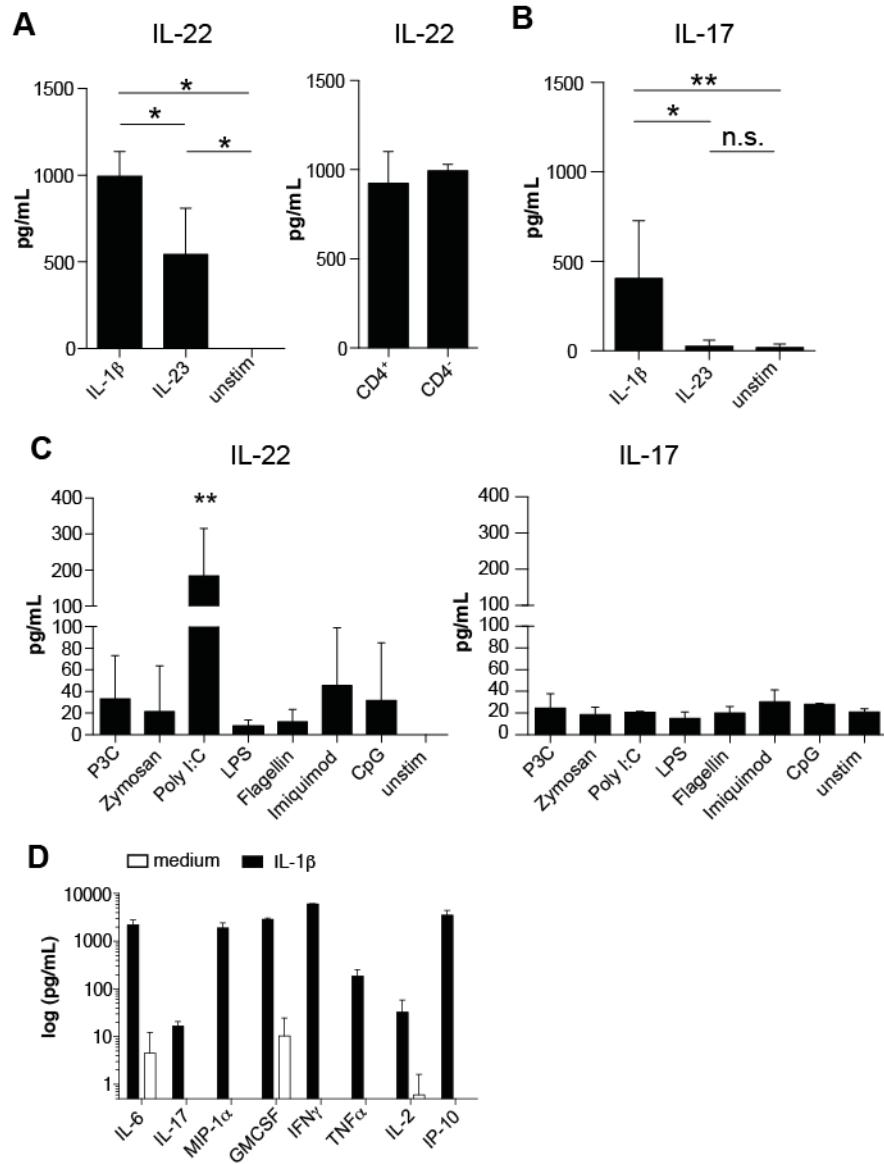 A
IL-22
IL-22
B
IL-17
1500
1000
500
0
pg/mL
*
*
*
IL-1β
IL-23
unstim
1500
1000
500
0
pg/mL
CD4+
CD4-
1500
1000
500
0
pg/mL
**
*
n.s.
IL-1β
IL-23
unstim
C
IL-22
IL-17
400
300
200
100
100
80
60
40
20
0
pg/mL
**
P3C
Zymosan
Poly I:C
LPS
Flagellin
Imiquimod
CpG
unstim
400
300
200
100
100
80
60
40
20
0
pg/mL
P3C
Zymosan
Poly I:C
LPS
Flagellin
Imiquimod
CpG
unstim
D
medium
IL-1β
10000
1000
100
10
1
log (pg/mL)
IL-6
IL-17
MIP-1α
GMCSF
IFNγ
TNFα
IL-2
IP-10